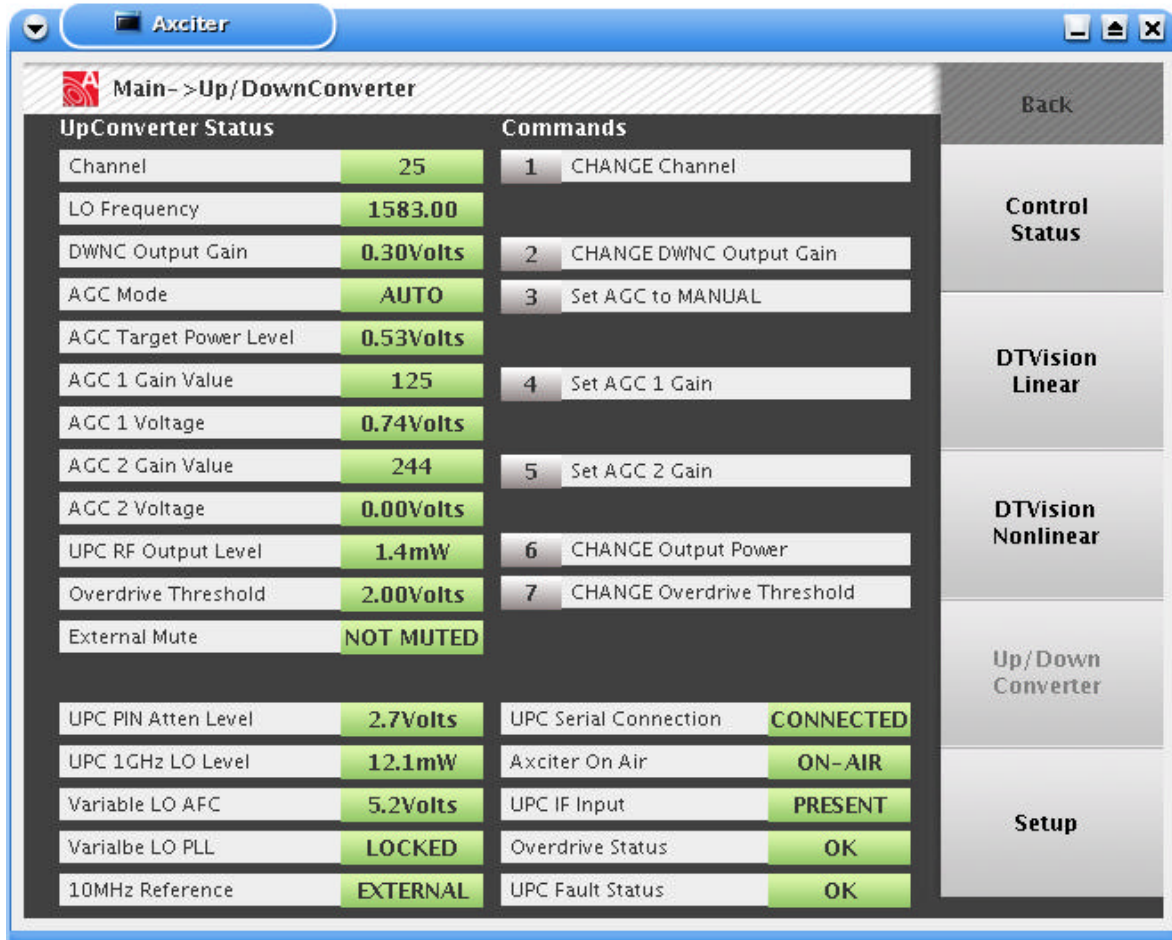 Axciter
Main->Up/DownConverter
Back
UpConverter Status
Commands
Channel 25
1 CHANGE Channel
LO Frequency 1583.00
DWNC Output Gain 0.30Volts
2 CHANGE DWNC Output Gain
AGC Mode AUTO
3 Set AGC to MANUAL
AGC Target Power Level 0.53Volts
AGC 1 Gain Value 125
4 Set AGC 1 Gain
AGC 1 Voltage 0.74Volts
AGC 2 Gain Value 244
5 Set AGC 2 Gain
AGC 2 Voltage 0.00Volts
UPC RF Output Level 1.4mW
6 CHANGE Output Power
Overdrive Threshold 2.00Volts
7 CHANGE Overdrive Threshold
External Mute NOT MUTED
UPC PIN Atten Level 2.7Volts
UPC Serial Connection CONNECTED
UPC 1GHz LO Level 12.1mW
Axciter On Air ON-AIR
Variable LO AFC 5.2Volts
UPC IF Input PRESENT
Varialbe LO PLL LOCKED
Overdrive Status OK
10MHz Reference EXTERNAL
UPC Fault Status OK
Control
Status
DTVision
Linear
DTVision
Nonlinear
Up/Down
Converter
Setup